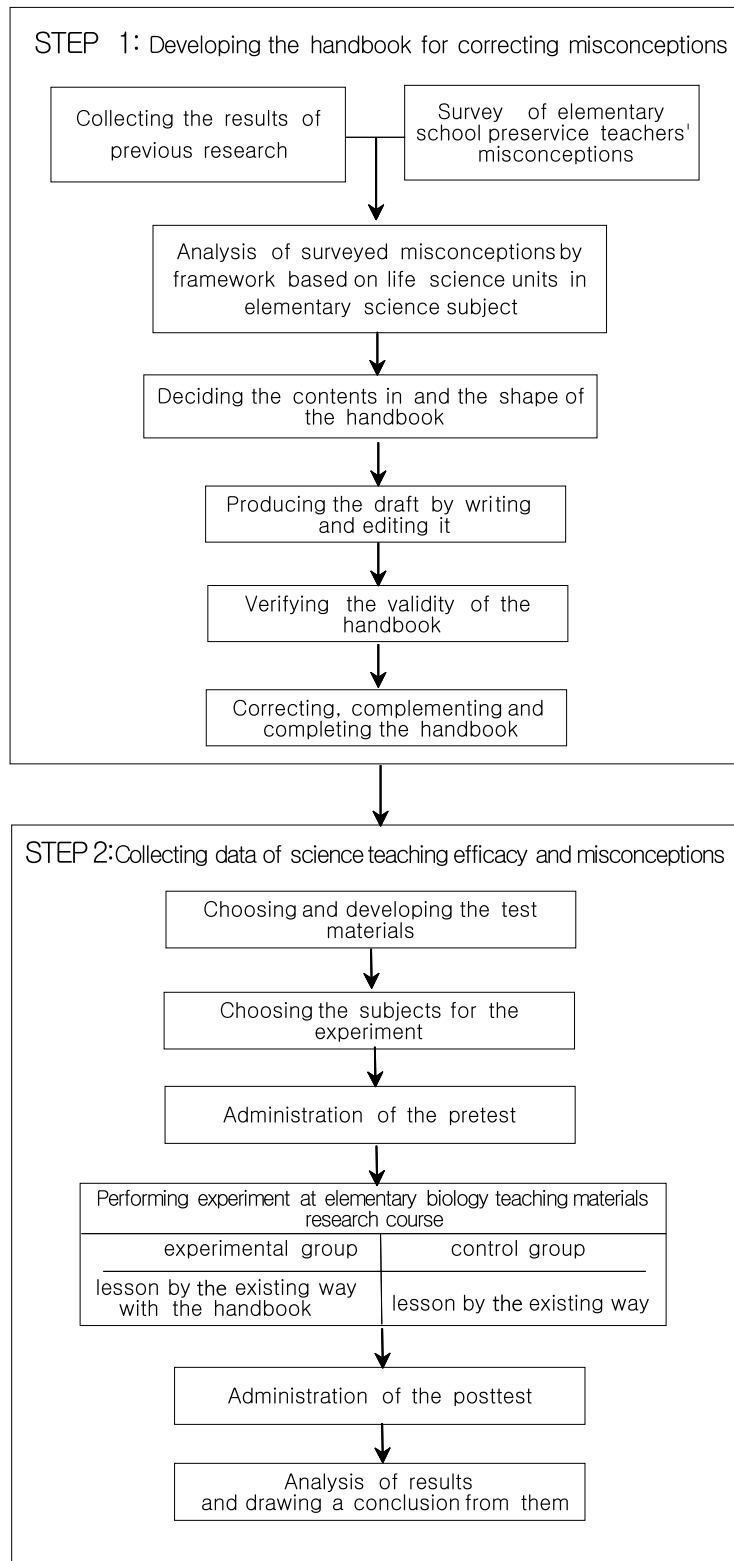 STEP 1: Developing the handbook for correcting misconceptions
Collecting the results of
previous research
Survey of elementary
school preservice teachers'
misconceptions
Analysis of surveyed misconceptions by
framework based on life science units in
elementary science subject
Deciding the contents in and the shape of
the handbook
Producing the draft by writing
and editing it
Verifying the validity of the
handbook
Correcting, complementing and
completing the handbook
STEP 2:Collecting data of science teaching efficacy and misconceptions
Choosing and developing the test
materials
Choosing the subjects for the
experiment
Administration of the pretest
Performing experiment at elementary biology teaching materials
research course
experimental group
control group
lesson by the existing way
with the handbook
lesson by the existing way
Administration of the posttest
Analysis of results
and drawing a conclusion from them